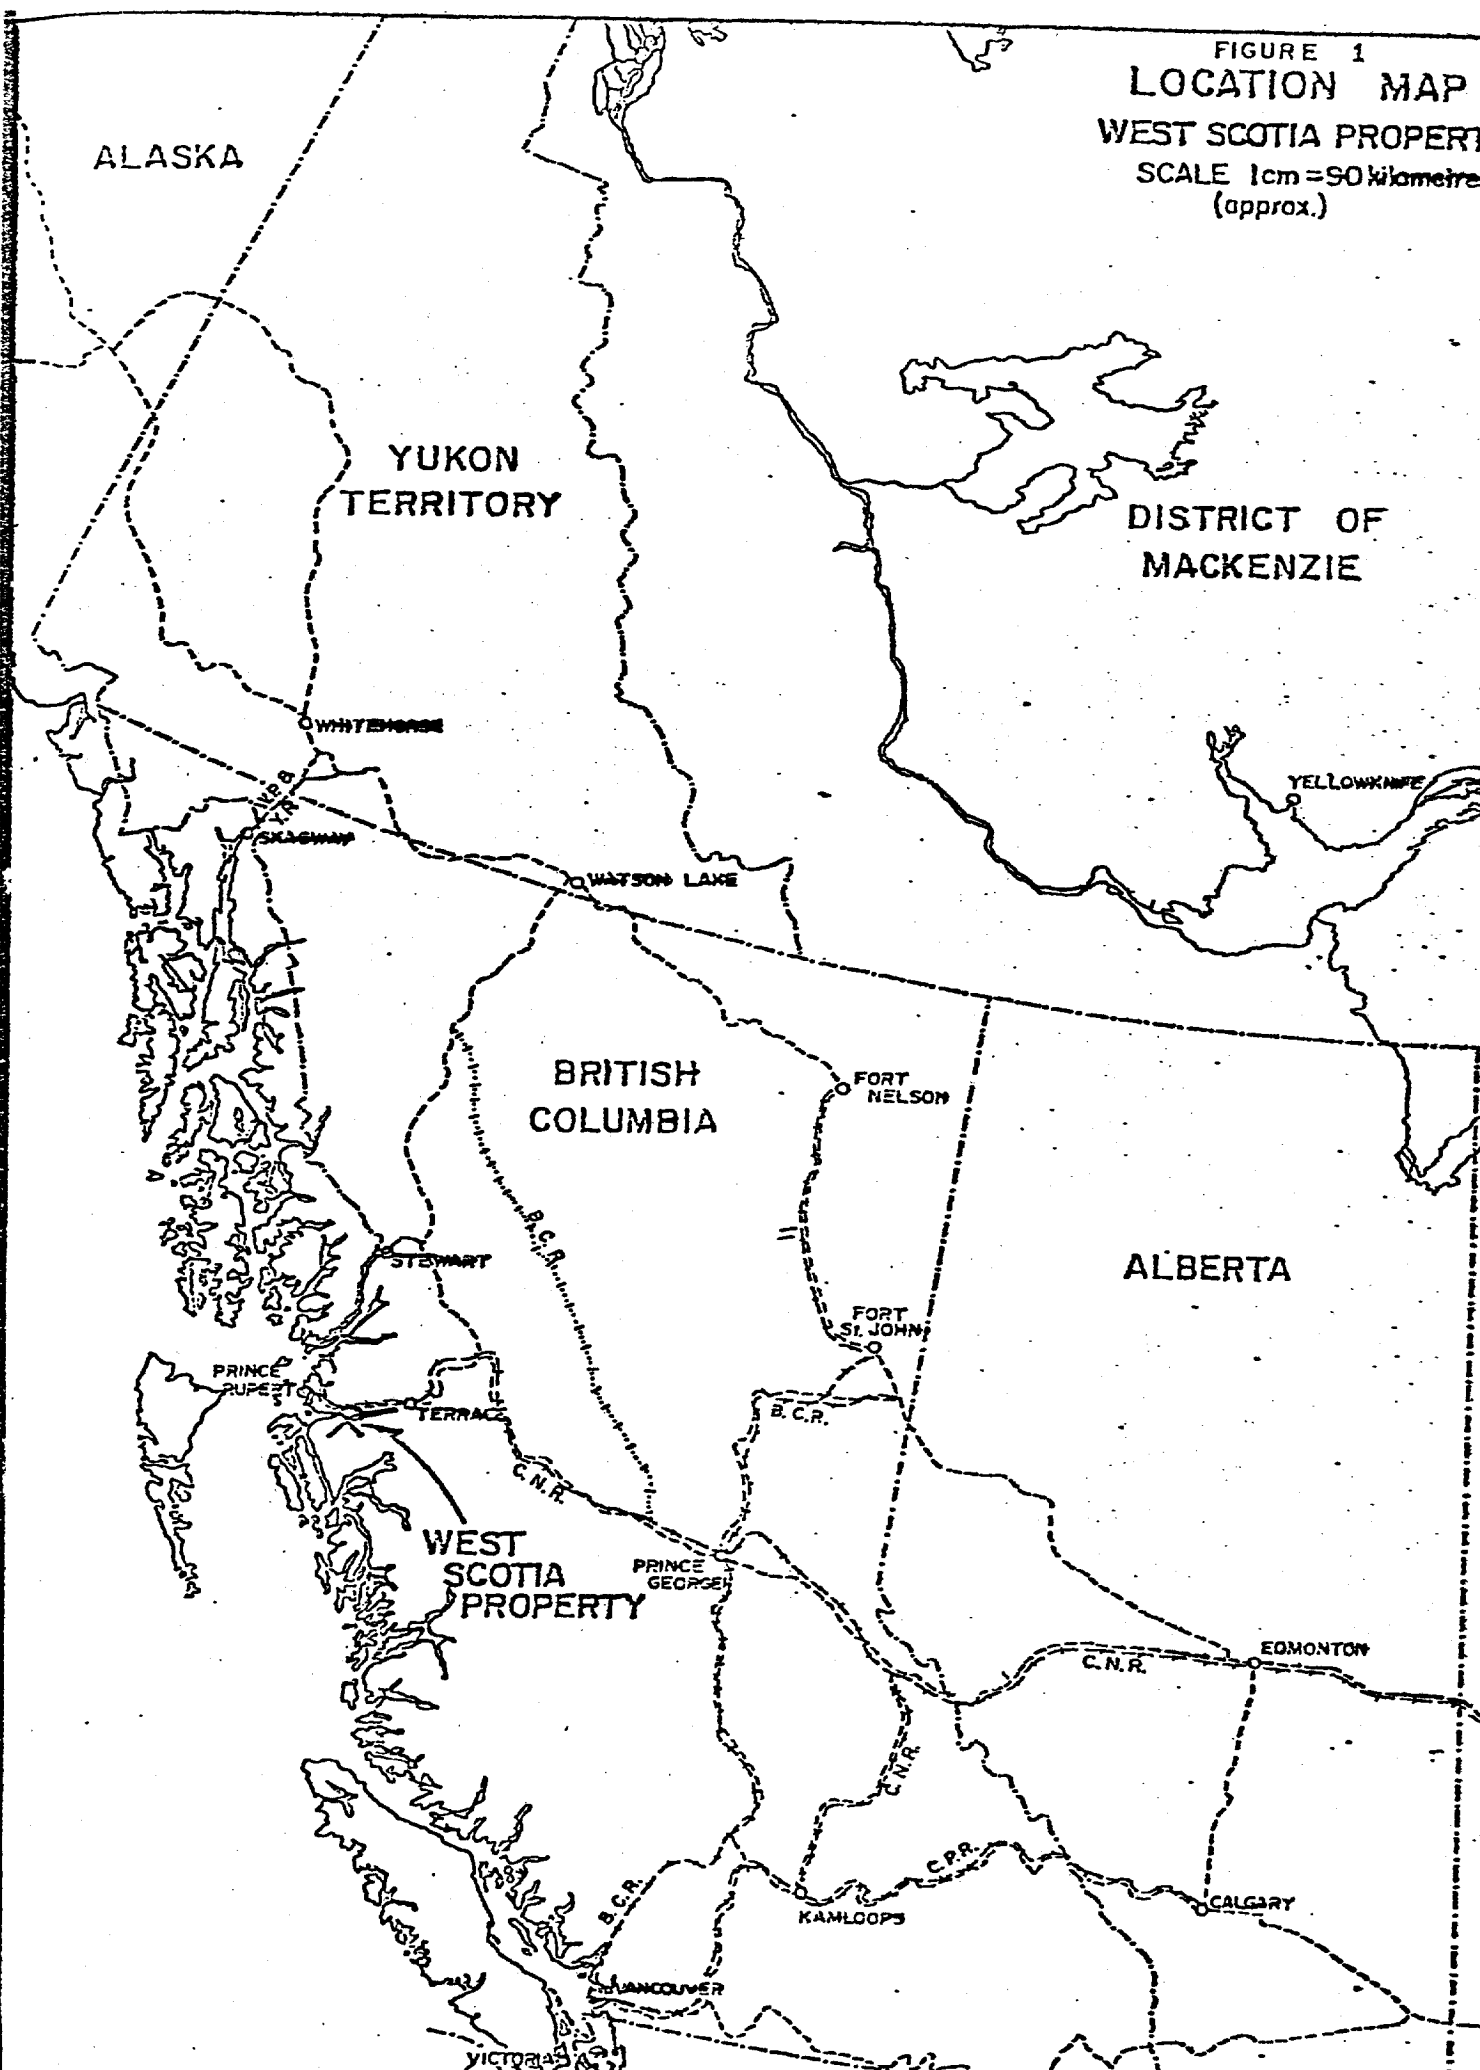 FIGURE 1
LOCATION MAP
WEST SCOTIA PROPERT
SCALE 1cm = 90 kilometre
(approx.)
ALASKA
YUKON
TERRITORY
DISTRICT OF
MACKENZIE
WHITEHORSE
W.P. &
Y.R.
SKAGWAY
YELLOWKNIFE
WATSON LAKE
BRITISH
COLUMBIA
FORT
NELSON
B.C.R.
STEWART
ALBERTA
FORT
St. JOHN
PRINCE
RUPERT
TERRACE
B.C.R.
C.N.R.
WEST
SCOTIA
PROPERTY
PRINCE
GEORGE
EDMONTON
C.N.R.
C.N.R.
C.P.R.
B.C.R.
KAMLOOPS
CALGARY
VANCOUVER
VICTORIA